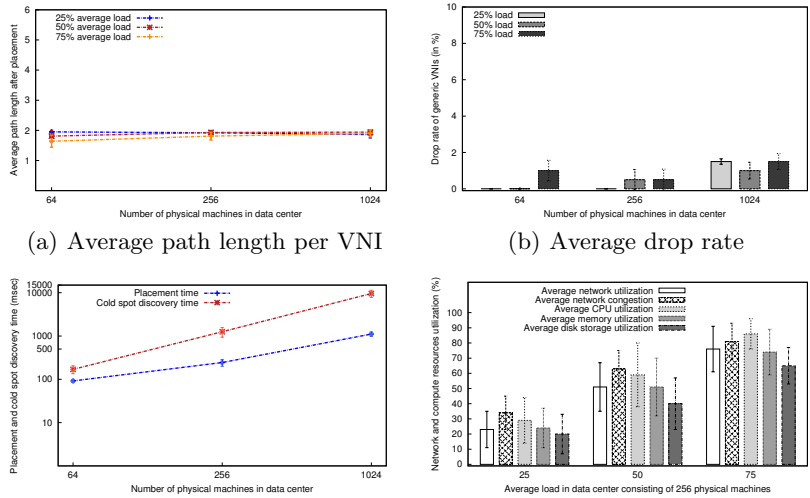 Average path length after placement
6
5
4
3
2
1
25% average load
50% average load
75% average load
64
256
1024
Number of physical machines in data center
(a) Average path length per VNI
Drop rate of generic VNIs (in %)
10
8
6
4
2
0
25% load
50% load
75% load
64
256
1024
Number of physical machines in data center
(b) Average drop rate
Placement and cold spot discovery time (msec)
15000
10000
1000
500
100
10
Placement time
Cold spot discovery time
64
256
1024
Number of physical machines in data center
Network and compute resources utilization (%)
100
90
80
70
60
50
40
30
20
10
0
Average network utilization
Average network congestion
Average CPU utilization
Average memory utilization
Average disk storage utilization
25
50
75
Average load in data center consisting of 256 physical machines